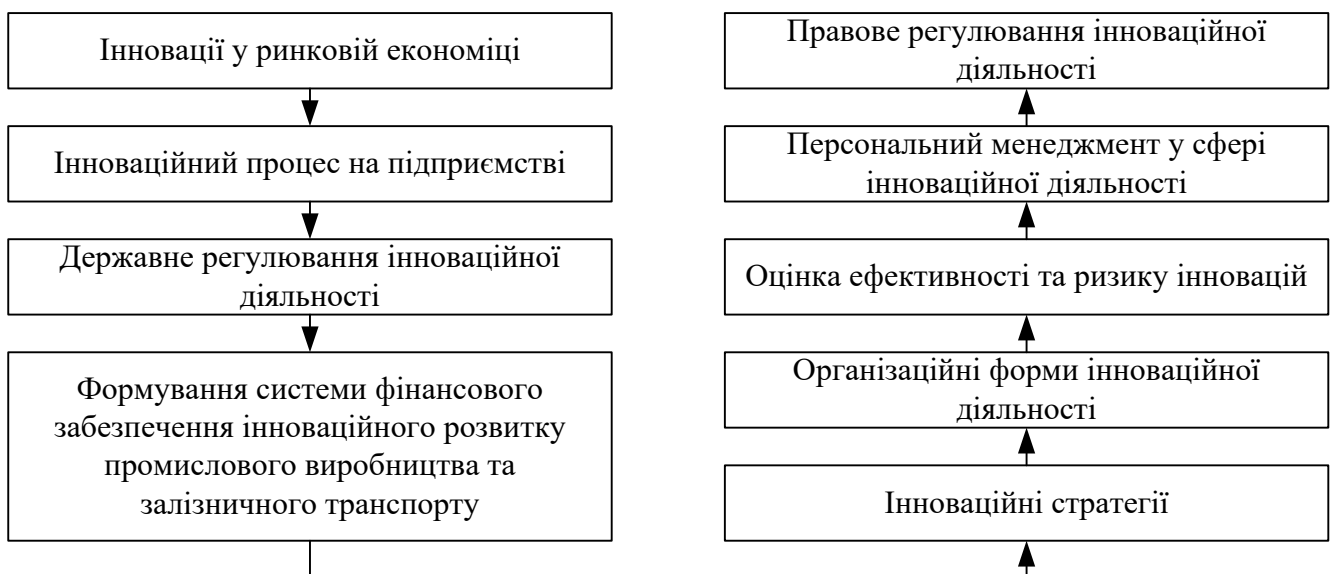 Інновації у ринковій економіці
Інноваційний процес на підприємстві
Державне регулювання інноваційної
діяльності
Формування системи фінансового
забезпечення інноваційного розвитку
промислового виробництва та
залізничного транспорту
Правове регулювання інноваційної
діяльності
Персональний менеджмент у сфері
інноваційної діяльності
Оцінка ефективності та ризику інновацій
Організаційні форми інноваційної
діяльності
Інноваційні стратегії